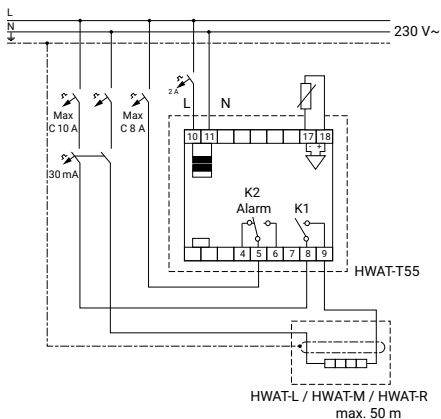 L
N
230 V~
2 A
L N
Max
C 10 A
Max
C 8 A
10 11 17 18
- +
30 mA
K2
Alarm
K1
4 5 6 7 8 9
HWAT-T55
HWAT-L / HWAT-M / HWAT-R
max. 50 m